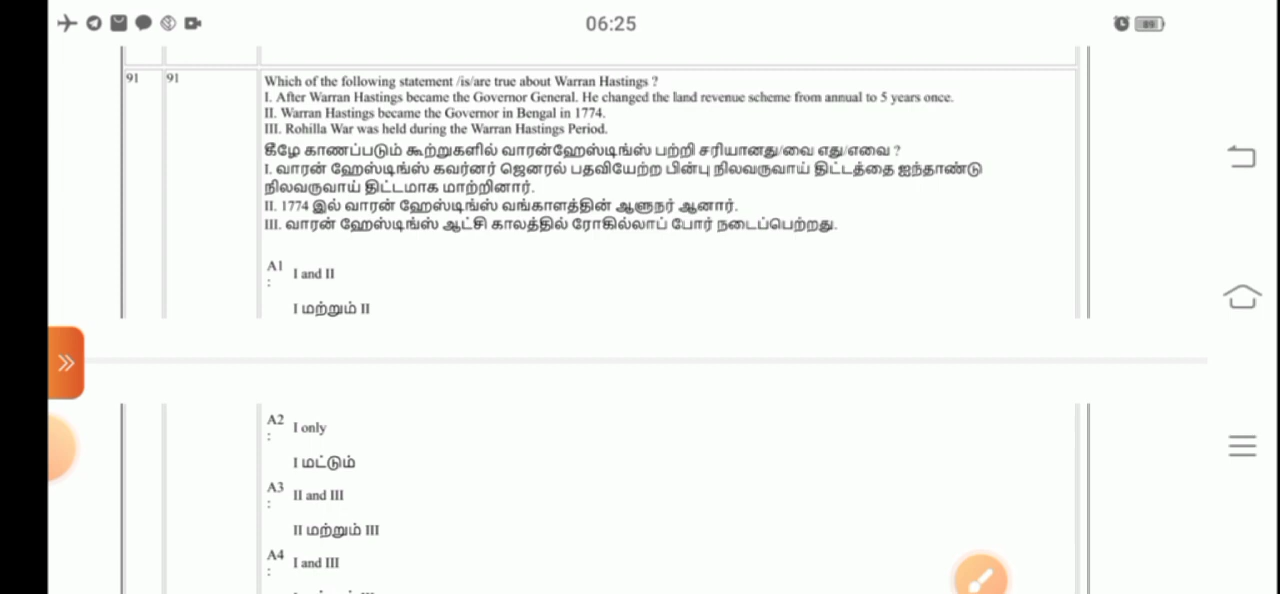 06:25
89
91 91 Which of the following statement /is/are true about Warran Hastings ?
I. After Warran Hastings became the Governor General. He changed the land revenue scheme from annual to 5 years once.
II. Warran Hastings became the Governor in Bengal in 1774.
III. Rohilla War was held during the Warran Hastings Period.
கீழே காணப்படும் கூற்றுகளில் வாரன்ஹேஸ்டிங்ஸ் பற்றி சரியானது/வை எது/எவை ?
I. வாரன் ஹேஸ்டிங்ஸ் கவர்னர் ஜெனரல் பதவியேற்ற பின்பு நிலவருவாய் திட்டத்தை ஐந்தாண்டு
நிலவருவாய் திட்டமாக மாற்றினார்.
II. 1774 இல் வாரன் ஹேஸ்டிங்ஸ் வங்காளத்தின் ஆளுநர் ஆனார்.
III. வாரன் ஹேஸ்டிங்ஸ் ஆட்சி காலத்தில் ரோகில்லாப் போர் நடைப்பெற்றது.
A1 : I and II
I மற்றும் II
A2 : I only
I மட்டும்
A3 : II and III
II மற்றும் III
A4 : I and III